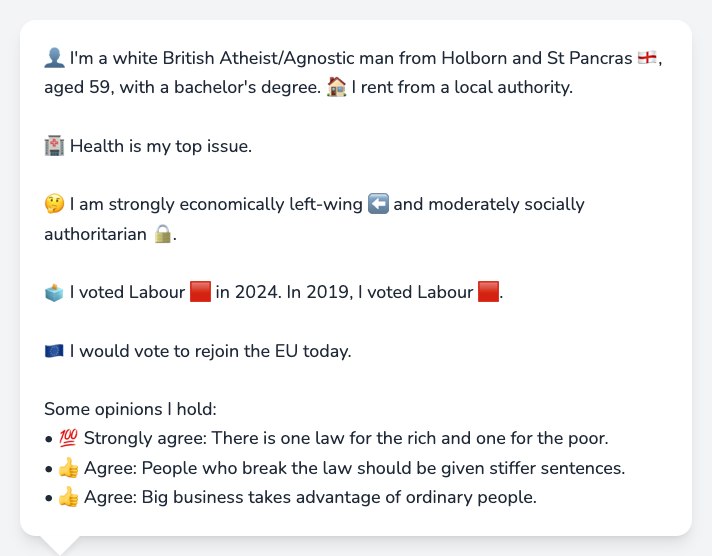 👤 I'm a white British Atheist/Agnostic man from Holborn and St Pancras 🏴󠁧󠁢󠁥󠁮󠁧󠁿,
aged 59, with a bachelor's degree. 🏠 I rent from a local authority.
🏥 Health is my top issue.
🤔 I am strongly economically left-wing ⬅️ and moderately socially
authoritarian 🔒.
🗳️ I voted Labour 🟥 in 2024. In 2019, I voted Labour 🟥.
🇪🇺 I would vote to rejoin the EU today.
Some opinions I hold:
• 💯 Strongly agree: There is one law for the rich and one for the poor.
• 👍 Agree: People who break the law should be given stiffer sentences.
• 👍 Agree: Big business takes advantage of ordinary people.